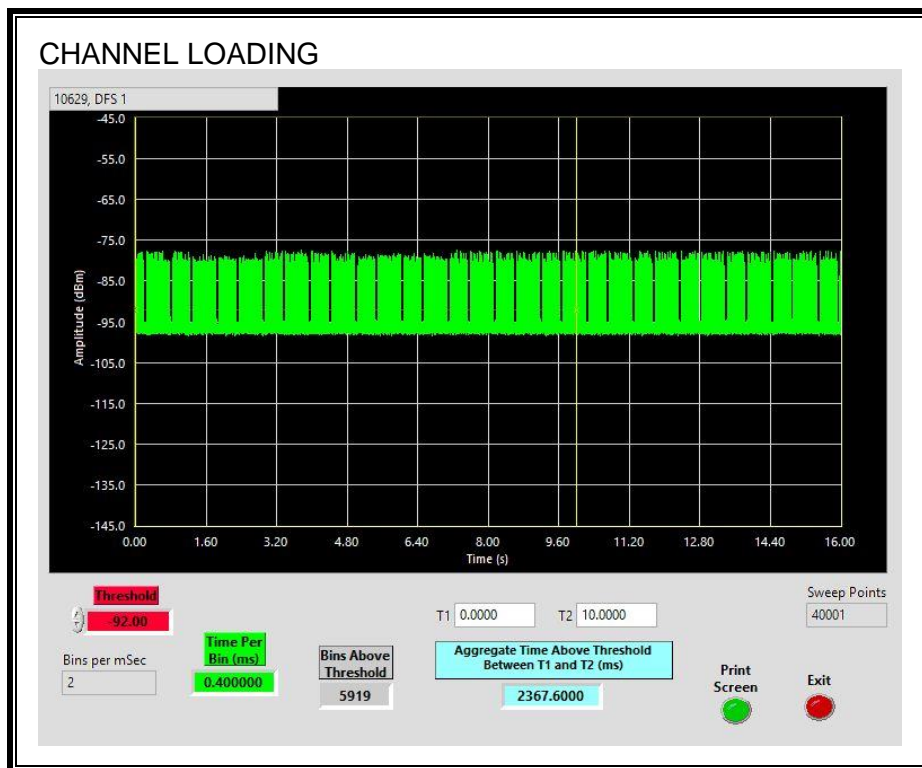 CHANNEL LOADING
10629, DFS 1
-45.0
-55.0
-65.0
-75.0
-85.0
-95.0
-105.0
-115.0
-125.0
-135.0
-145.0
Amplitude (dBm)
0.00 1.60 3.20 4.80 6.40 8.00 9.60 11.20 12.80 14.40 16.00
Time (s)
Threshold
-92.00
Bins per mSec
2
Time Per
Bin (ms)
0.400000
Bins Above
Threshold
5919
T1 0.0000 T2 10.0000
Aggregate Time Above Threshold
Between T1 and T2 (ms)
2367.6000
Sweep Points
40001
Print
Screen
Exit